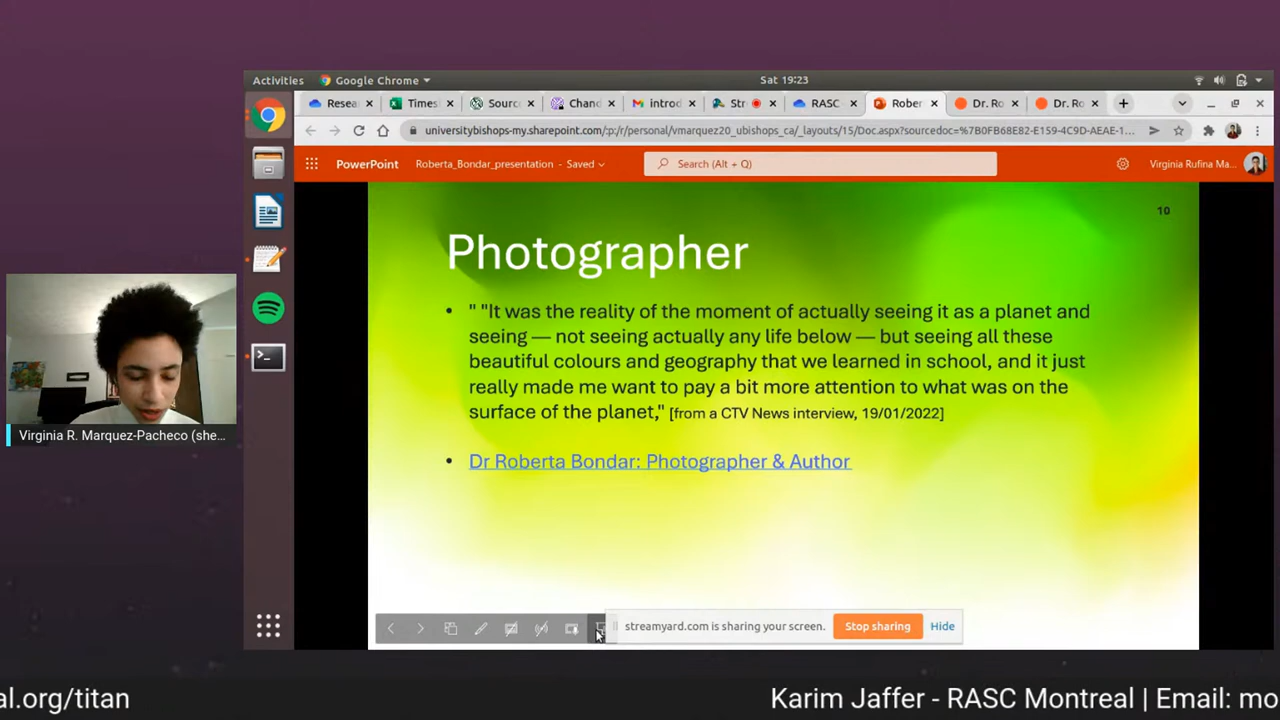 Activities
Google Chrome
Sat 19:23
Resea
Times
Sourc
Chanc
introd
Str
RASC
Rober
Dr. Ro
Dr. Ro
universitybishops-my.sharepoint.com/:p:/r/personal/vmarquez20_ubishops_ca/_layouts/15/Doc.aspx?sourcedoc=%7B0FB68E82-E159-4C9D-AEAE-1...
PowerPoint
Roberta_Bondar_presentation - Saved
Search (Alt + Q)
Virginia Rufina Ma...
10
Photographer
• " "It was the reality of the moment of actually seeing it as a planet and
seeing — not seeing actually any life below — but seeing all these
beautiful colours and geography that we learned in school, and it just
really made me want to pay a bit more attention to what was on the
surface of the planet," [from a CTV News interview, 19/01/2022]
• Dr Roberta Bondar: Photographer & Author
Virginia R. Marquez-Pacheco (she...
streamyard.com is sharing your screen.
Stop sharing
Hide
al.org/titan
Karim Jaffer - RASC Montreal | Email: mo